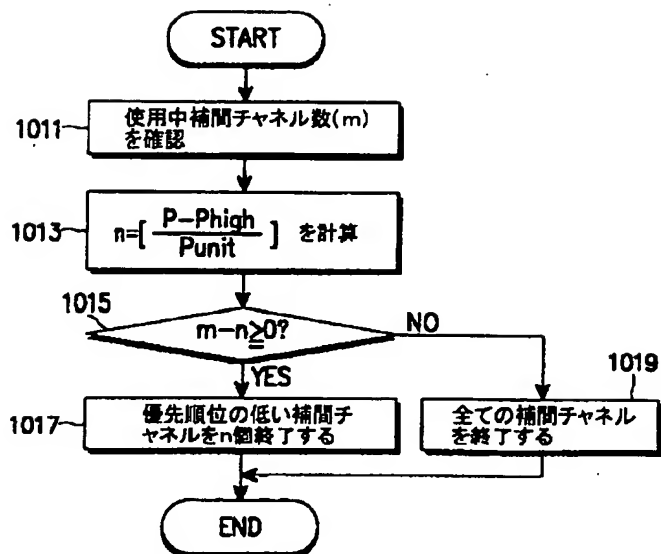 START
1011
使用中補間チャネル数(m)
を確認
1013
n=[ P-Phigh / Punit ] を計算
1015
m-n≧0?
NO
YES
1017
優先順位の低い補間チ
ャネルをn個終了する
1019
全ての補間チャネル
を終了する
END